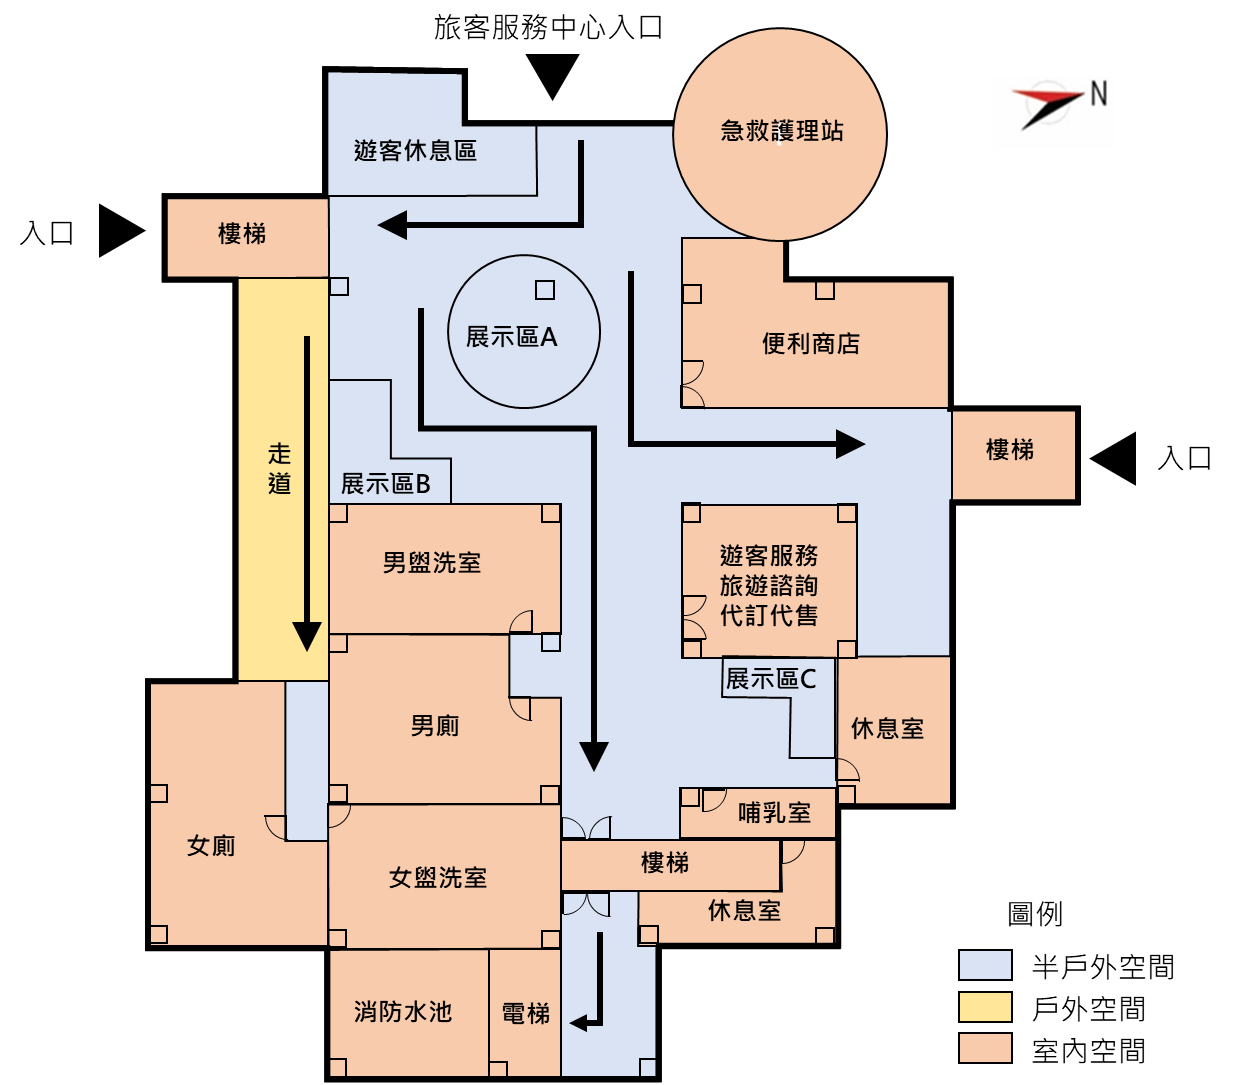 旅客服務中心入口
急救護理站
N
遊客休息區
入口
樓梯
展示區A
便利商店
樓梯
入口
走
道
展示區B
男盥洗室
遊客服務
旅遊諮詢
代訂代售
展示區C
男廁
休息室
女廁
哺乳室
樓梯
女盥洗室
休息室
消防水池
電梯
圖例
半戶外空間
戶外空間
室內空間